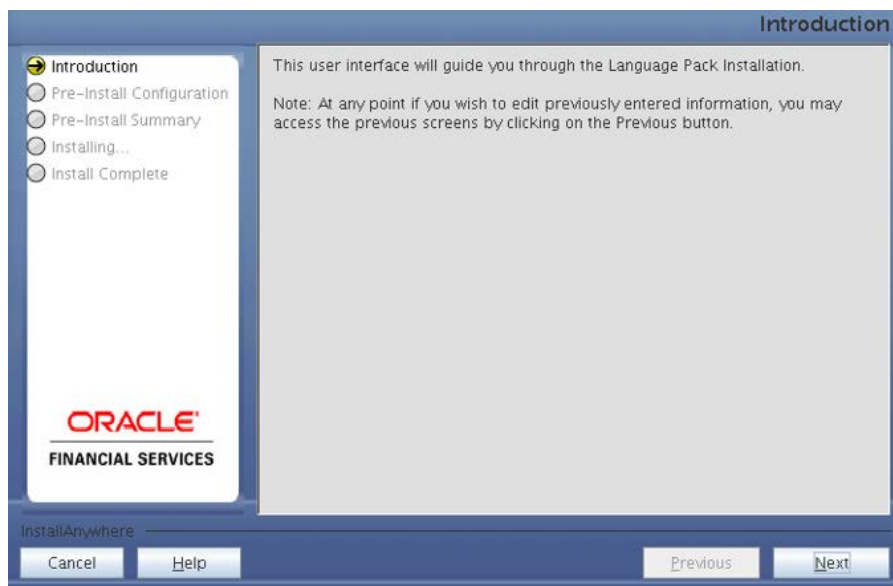 Introduction
Introduction
Pre-Install Configuration
Pre-Install Summary
Installing...
Install Complete
ORACLE'
FINANCIAL SERVICES
This user interface will guide you through the Language Pack Installation.
Note: At any point if you wish to edit previously entered information, you may
access the previous screens by clicking on the Previous button.
InstallAnywhere
Cancel
Help
Previous
Next